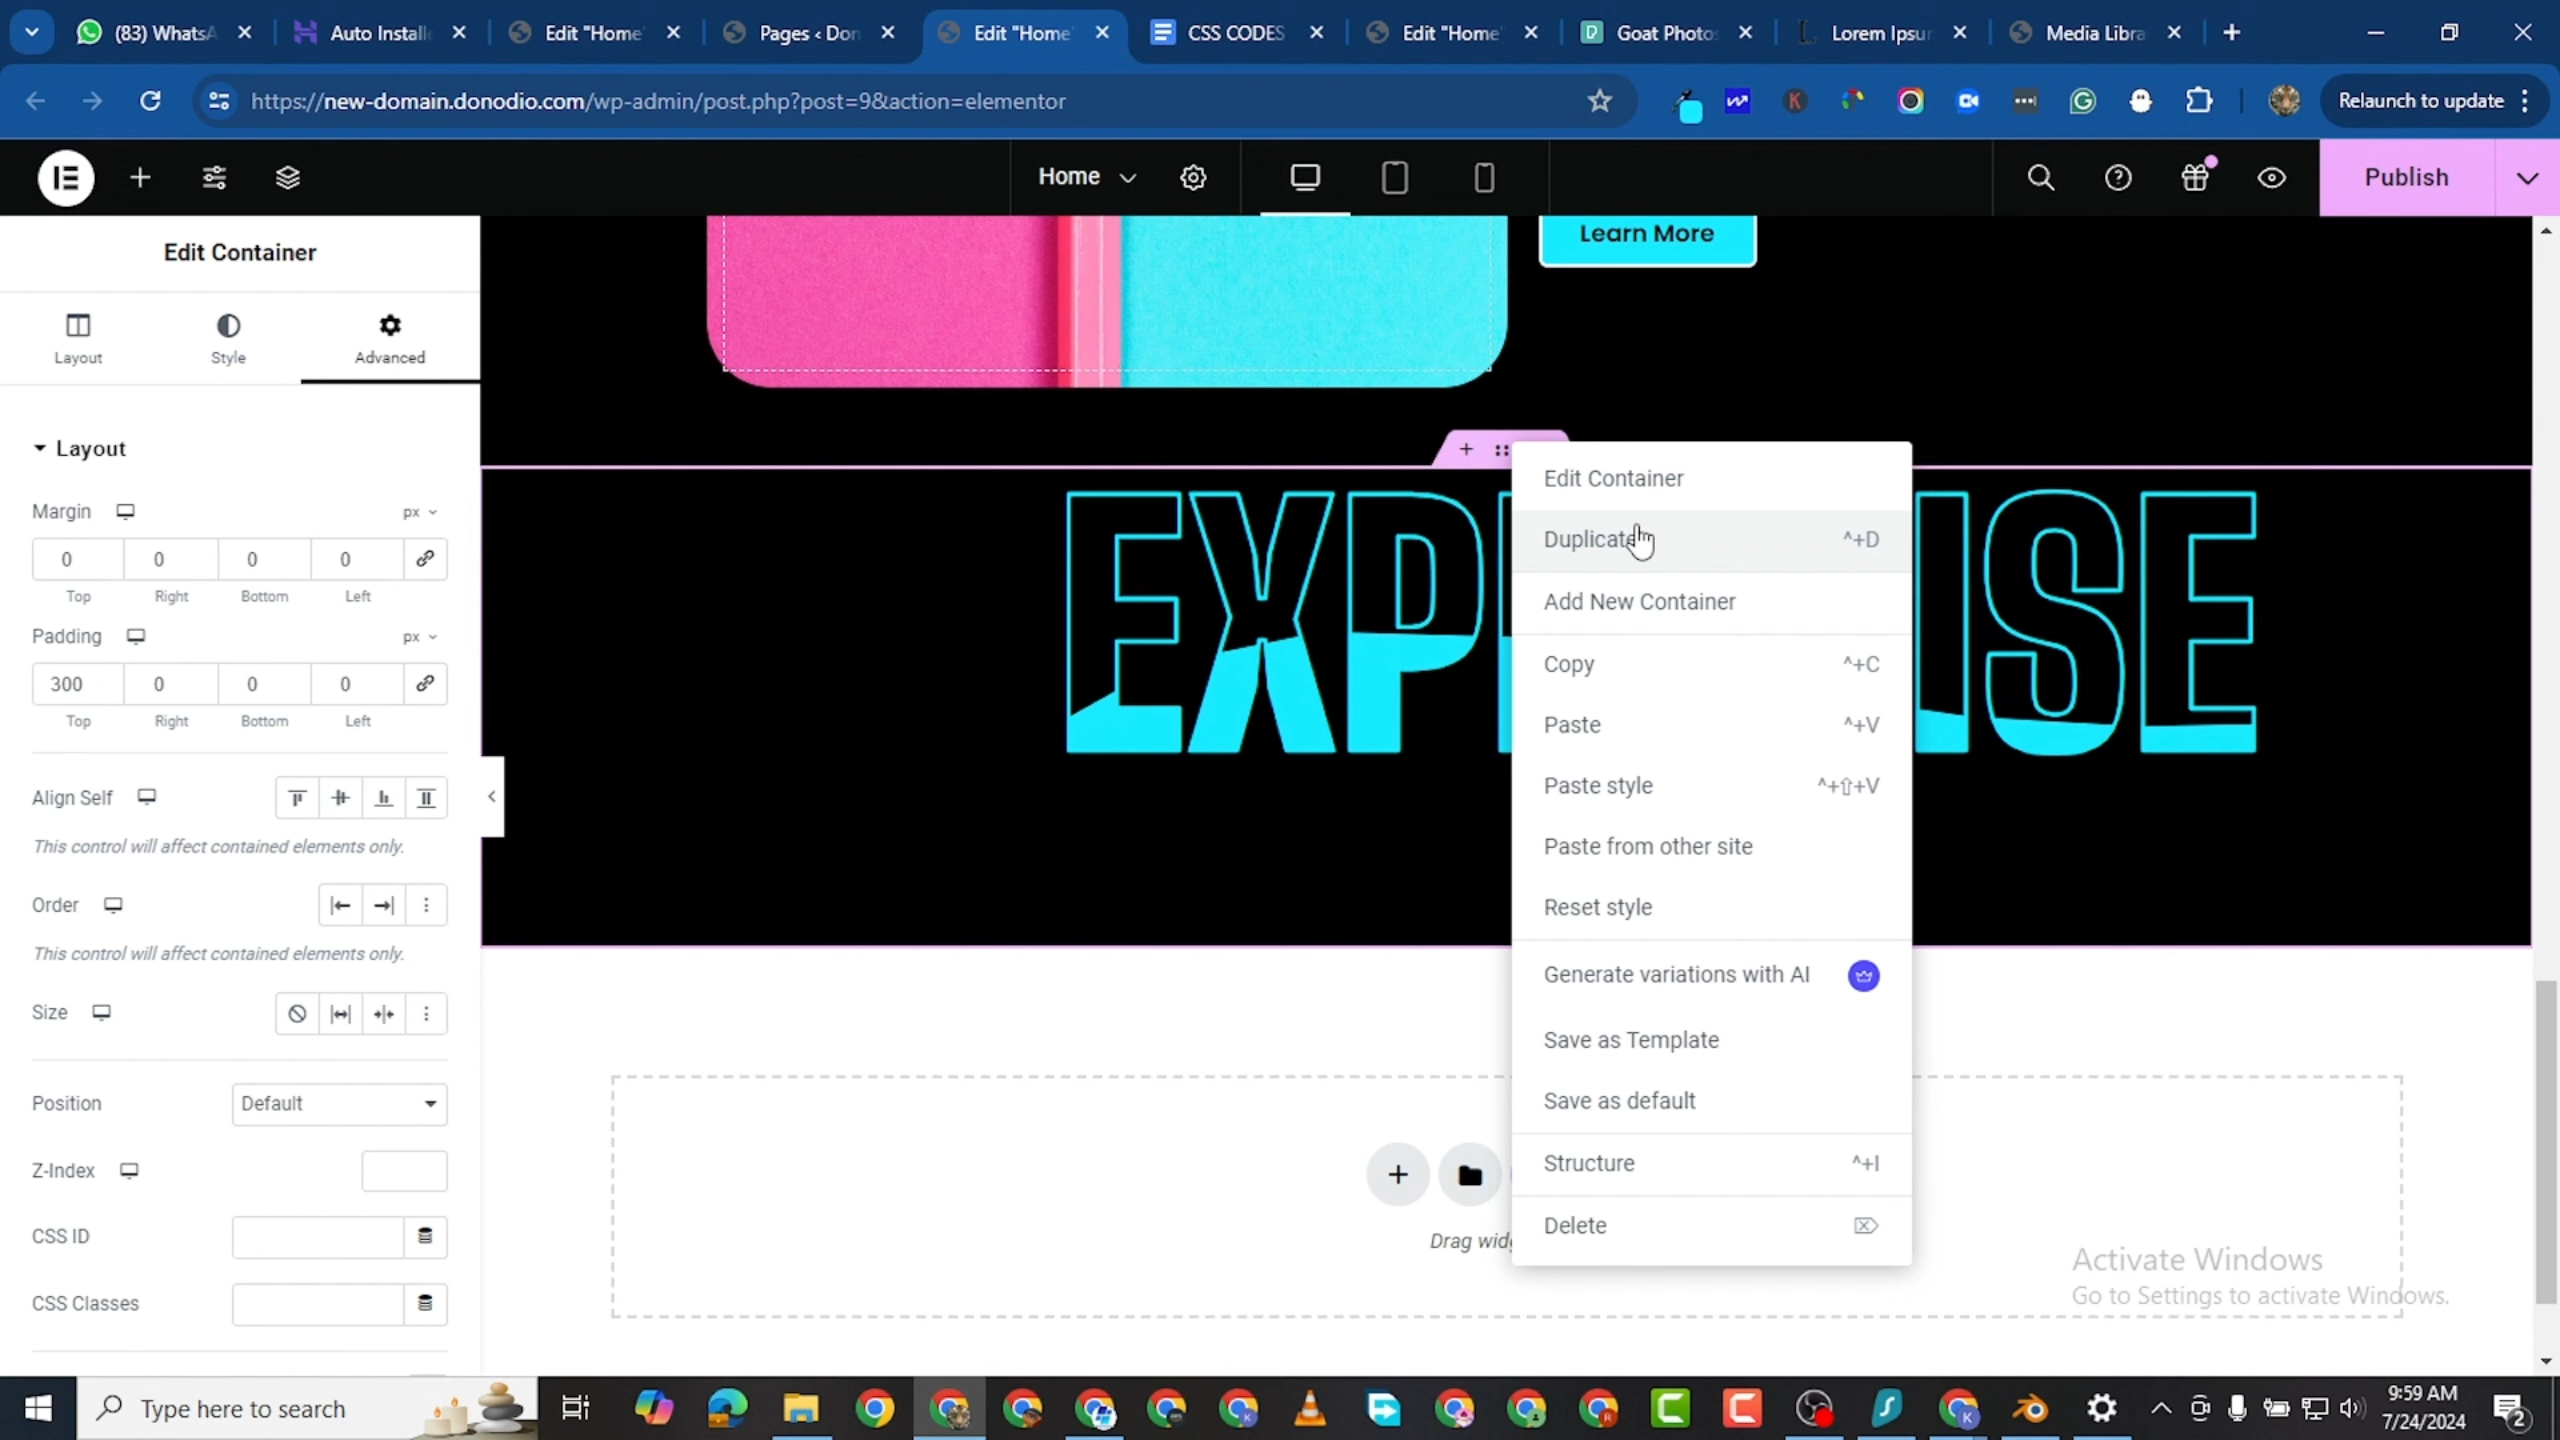 (83) WhatsA
Auto Install
Edit "Home
Pages ‹ Don
Edit "Home
CSS CODES
Edit "Home
Goat Photo
Lorem Ipsu
Media Libra
https://new-domain.donodio.com/wp-admin/post.php?post=9&action=elementor
Relaunch to update
Home
Publish
Edit Container
Layout
Style
Advanced
Learn More
Layout
Margin
px
0
0
0
0
Top
Right
Bottom
Left
Padding
px
300
0
0
0
Top
Right
Bottom
Left
Align Self
This control will affect contained elements only.
Order
This control will affect contained elements only.
Size
Position
Default
Z-Index
CSS ID
CSS Classes
EXP
ISE
Edit Container
Duplicate ^+D
Add New Container
Copy ^+C
Paste ^+V
Paste style ^+⇧+V
Paste from other site
Reset style
Generate variations with AI
Save as Template
Save as default
Structure ^+I
Delete ⌦
Drag wid
Activate Windows
Go to Settings to activate Windows.
Type here to search
9:59 AM
7/24/2024
2